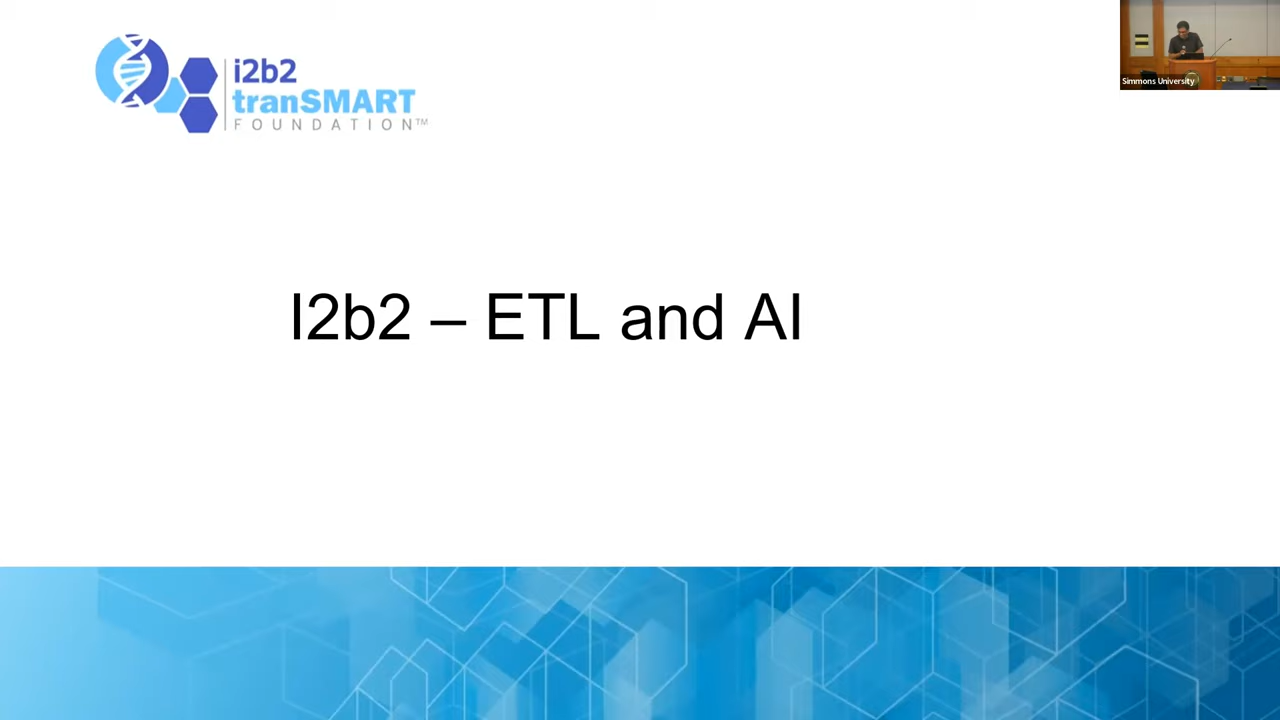 i2b2
tranSMART
FOUNDATION™
Simmons University
I2b2 – ETL and AI